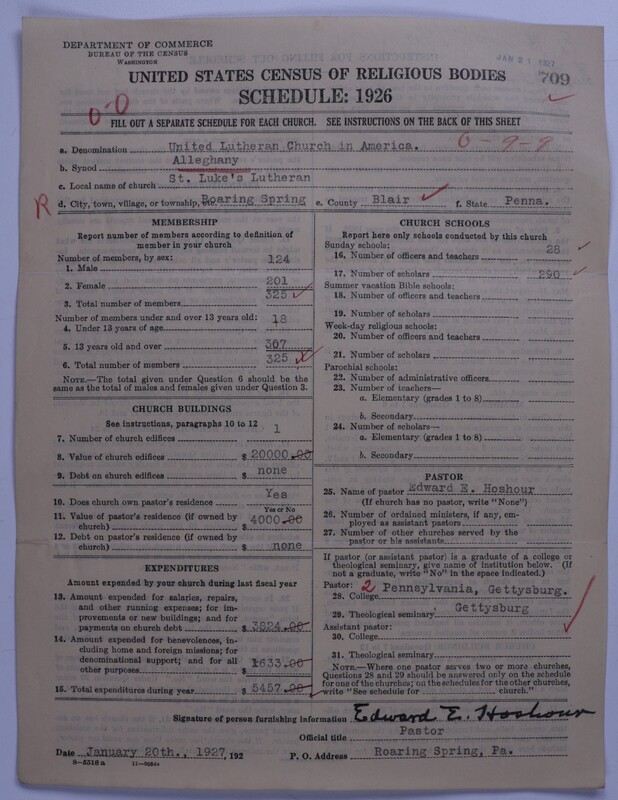 DEPARTMENT OF COMMERCE
BUREAU OF THE CENSUS
WASHINGTON
JAN 21 1927
709
UNITED STATES CENSUS OF RELIGIOUS BODIES
SCHEDULE: 1926
0-0
FILL OUT A SEPARATE SCHEDULE FOR EACH CHURCH. SEE INSTRUCTIONS ON THE BACK OF THIS SHEET
a. Denomination United Lutheran Church in America. 0-9-9
b. Synod Alleghany
c. Local name of church St. Luke's Lutheran
R d. City, town, village, or township, etc. Roaring Spring e. County Blair f. State Penna.
MEMBERSHIP
Report number of members according to definition of
member in your church
Number of members, by sex:
1. Male 124
2. Female 201
3. Total number of members 325
Number of members under and over 13 years old:
4. Under 13 years of age 18
5. 13 years old and over 307
6. Total number of members 325
NOTE.—The total given under Question 6 should be the
same as the total of males and females given under Question 3.
CHURCH BUILDINGS
See instructions, paragraphs 10 to 12
7. Number of church edifices 1
8. Value of church edifices $ 20000.00
9. Debt on church edifices none
10. Does church own pastor's residence Yes
Yes or No
11. Value of pastor's residence (if owned by
church) $ 4000.00
12. Debt on pastor's residence (if owned by
church) $ none
EXPENDITURES
Amount expended by your church during last fiscal year
13. Amount expended for salaries, repairs,
and other running expenses; for im-
provements or new buildings; and for
payments on church debt $ 3824.00
14. Amount expended for benevolences, in-
cluding home and foreign missions; for
denominational support; and for all
other purposes $ 1633.00
15. Total expenditures during year $ 5457.00
CHURCH SCHOOLS
Report here only schools conducted by this church
Sunday schools:
16. Number of officers and teachers 28
17. Number of scholars 290
Summer vacation Bible schools:
18. Number of officers and teachers
19. Number of scholars
Week-day religious schools:
20. Number of officers and teachers
21. Number of scholars
Parochial schools:
22. Number of administrative officers
23. Number of teachers—
a. Elementary (grades 1 to 8)
b. Secondary
24. Number of scholars—
a. Elementary (grades 1 to 8)
b. Secondary
PASTOR
25. Name of pastor Edward E. Hoshour
(If church has no pastor, write "None")
26. Number of ordained ministers, if any, em-
ployed as assistant pastors
27. Number of other churches served by the
pastor or his assistants
If pastor (or assistant pastor) is a graduate of a college or
theological seminary, give name of institution below. (If
not a graduate, write "No" in the space indicated.)
Pastor: 2
28. College Pennsylvania, Gettysburg.
29. Theological seminary Gettysburg
Assistant pastor:
30. College
31. Theological seminary
NOTE.—Where one pastor serves two or more churches,
Questions 28 and 29 should be answered only on the schedule
for one of the churches; on the schedules for the other churches,
write "See schedule for church."
Signature of person furnishing information Edward E. Hoshour
Official title Pastor
Date January 20th., 1927, 192 P. O. Address Roaring Spring, Pa.
8-5518 a